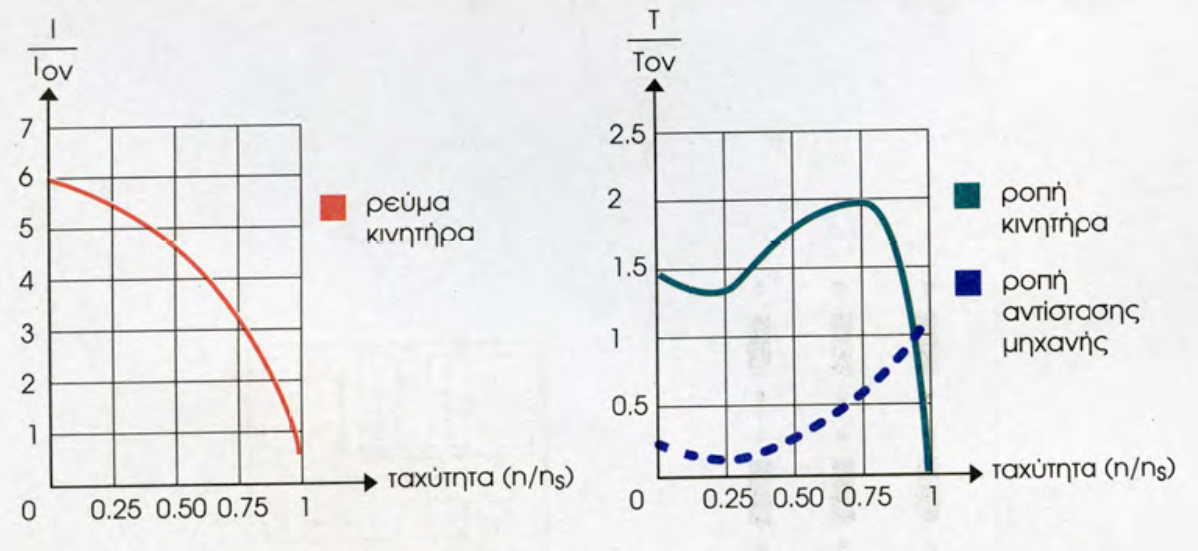 I
Iον
7
6
5
4
3
2
1
0
0.25 0.50 0.75 1
ταχύτητα (n/ns)
ρεύμα
κινητήρα
T
Tον
2.5
2
1.5
1
0.5
0
0.25 0.50 0.75 1
ταχύτητα (n/ns)
ροπή
κινητήρα
ροπή
αντίστασης
μηχανής